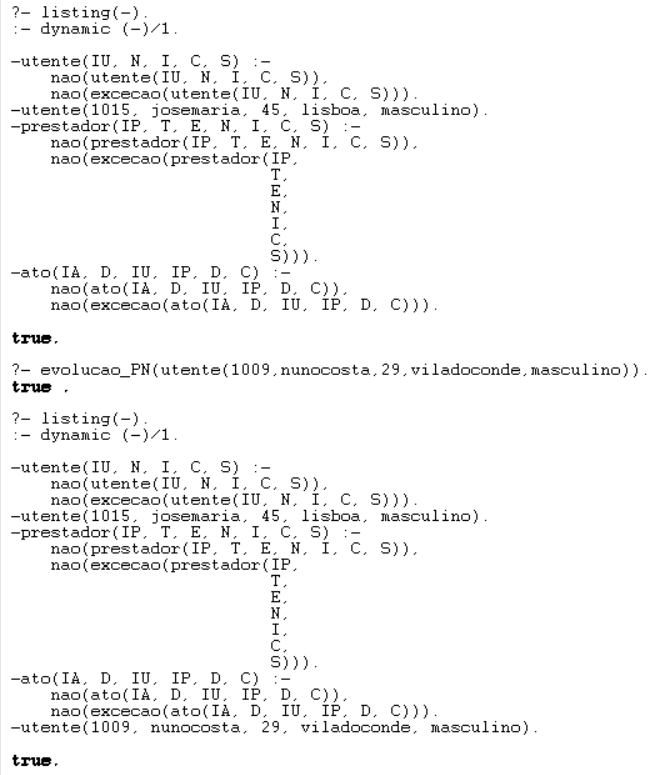 ?- listing(-).
:- dynamic (-)/1.
-utente(IU, N, I, C, S) :-
nao(utente(IU, N, I, C, S)),
nao(excecao(utente(IU, N, I, C, S))).
-utente(1015, josemaria, 45, lisboa, masculino).
-prestador(IP, T, E, N, I, C, S) :-
nao(prestador(IP, T, E, N, I, C, S)),
nao(excecao(prestador(IP,
T,
E,
N,
I,
C,
S))).
-ato(IA, D, IU, IP, D, C) :-
nao(ato(IA, D, IU, IP, D, C)),
nao(excecao(ato(IA, D, IU, IP, D, C))).
true.
?- evolucao_PN(utente(1009,nunocosta,29,viladoconde,masculino)).
true .
?- listing(-).
:- dynamic (-)/1.
-utente(IU, N, I, C, S) :-
nao(utente(IU, N, I, C, S)),
nao(excecao(utente(IU, N, I, C, S))).
-utente(1015, josemaria, 45, lisboa, masculino).
-prestador(IP, T, E, N, I, C, S) :-
nao(prestador(IP, T, E, N, I, C, S)),
nao(excecao(prestador(IP,
T,
E,
N,
I,
C,
S))).
-ato(IA, D, IU, IP, D, C) :-
nao(ato(IA, D, IU, IP, D, C)),
nao(excecao(ato(IA, D, IU, IP, D, C))).
-utente(1009, nunocosta, 29, viladoconde, masculino).
true.